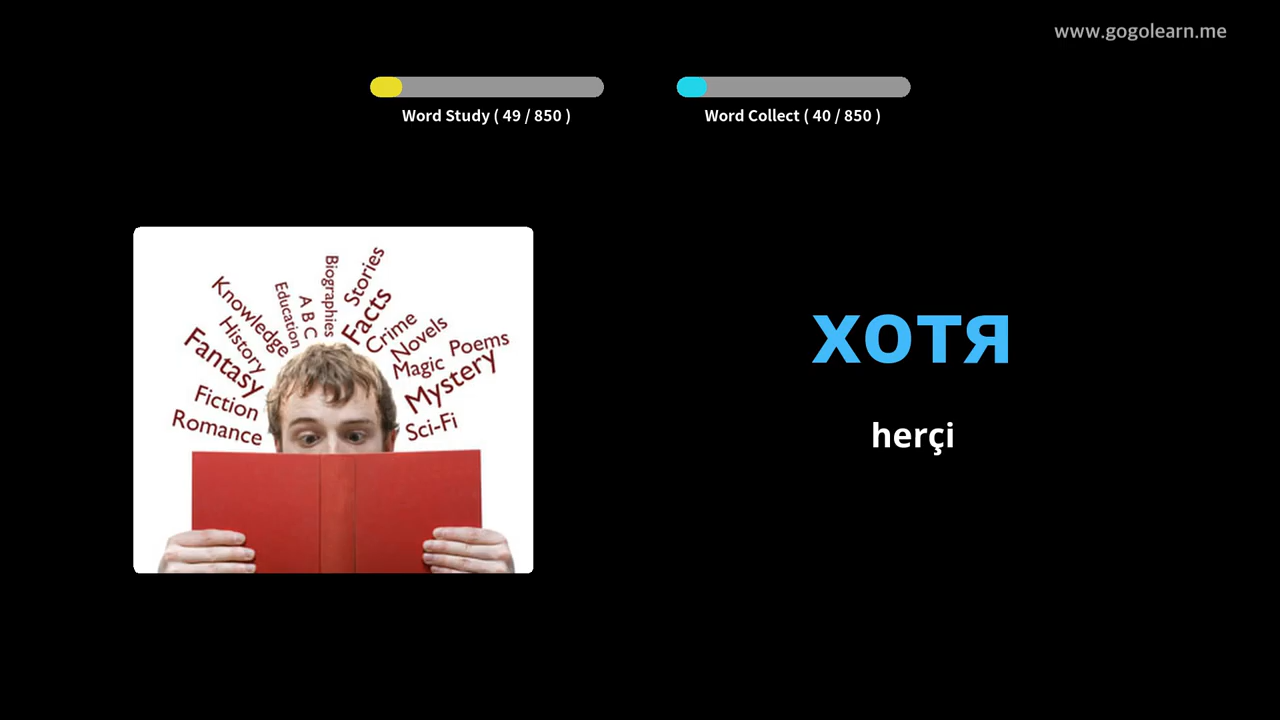 www.gogolearn.me
Word Study ( 49 / 850 )
Word Collect ( 40 / 850 )
Knowledge
History
Fantasy
Fiction
Romance
Education
A B C
Biographies
Stories
Facts
Crime
Novels
Magic
Poems
Mystery
Sci-Fi
хотя
herçi